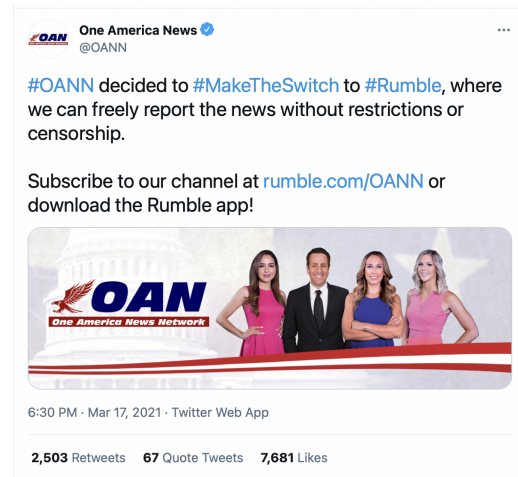 One America News
@OANN
#OANN decided to #MakeTheSwitch to #Rumble, where
we can freely report the news without restrictions or
censorship.
Subscribe to our channel at rumble.com/OANN or
download the Rumble app!
OAN
One America News Network
6:30 PM · Mar 17, 2021 · Twitter Web App
2,503 Retweets 67 Quote Tweets 7,681 Likes